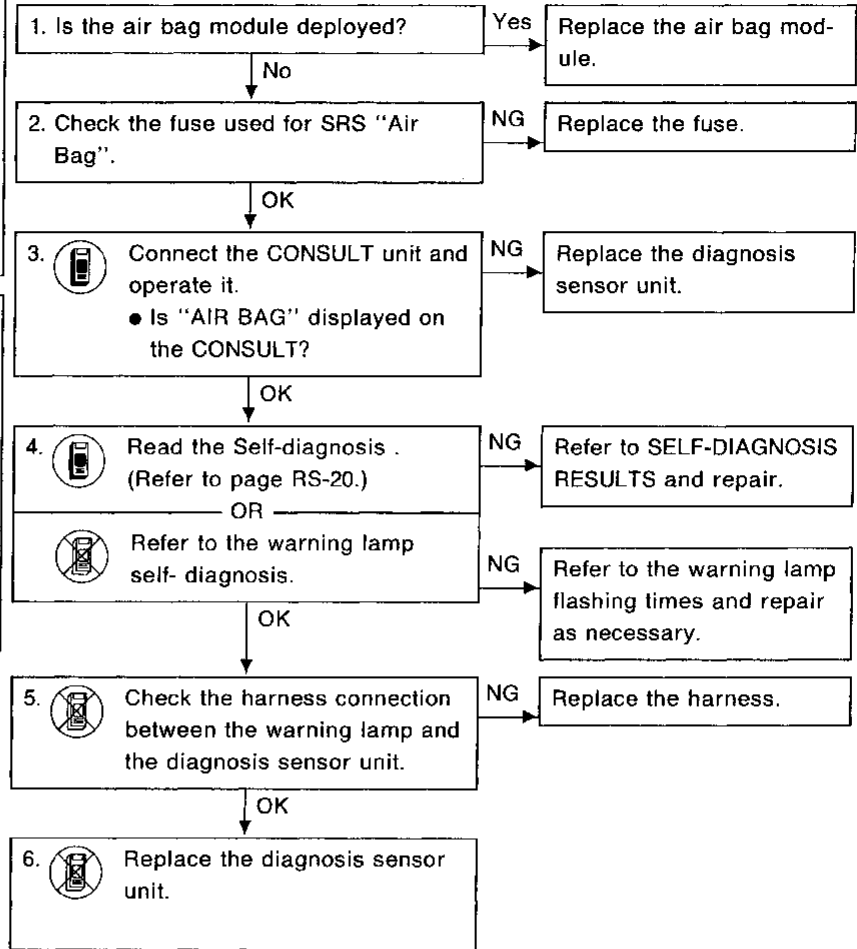 1. Is the air bag module deployed?
Yes
Replace the air bag mod-
ule.
No
2. Check the fuse used for SRS "Air
Bag".
NG
Replace the fuse.
OK
3. Connect the CONSULT unit and
operate it.
● Is "AIR BAG" displayed on
the CONSULT?
NG
Replace the diagnosis
sensor unit.
OK
4. Read the Self-diagnosis .
(Refer to page RS-20.)
NG
Refer to SELF-DIAGNOSIS
RESULTS and repair.
OR
Refer to the warning lamp
self- diagnosis.
NG
Refer to the warning lamp
flashing times and repair
as necessary.
OK
5. Check the harness connection
between the warning lamp and
the diagnosis sensor unit.
NG
Replace the harness.
OK
6. Replace the diagnosis sensor
unit.